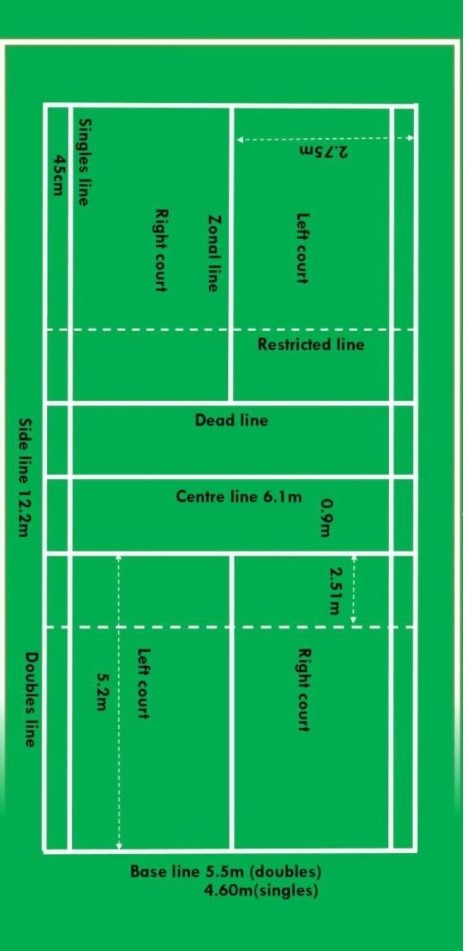 Singles line
45cm
2.75m
Right court
Zonal line
Left court
Restricted line
Dead line
Side line 12.2m
Centre line 6.1m
0.9m
2.51m
Doubles line
5.2m
Left court
Right court
Base line 5.5m (doubles)
4.60m(singles)